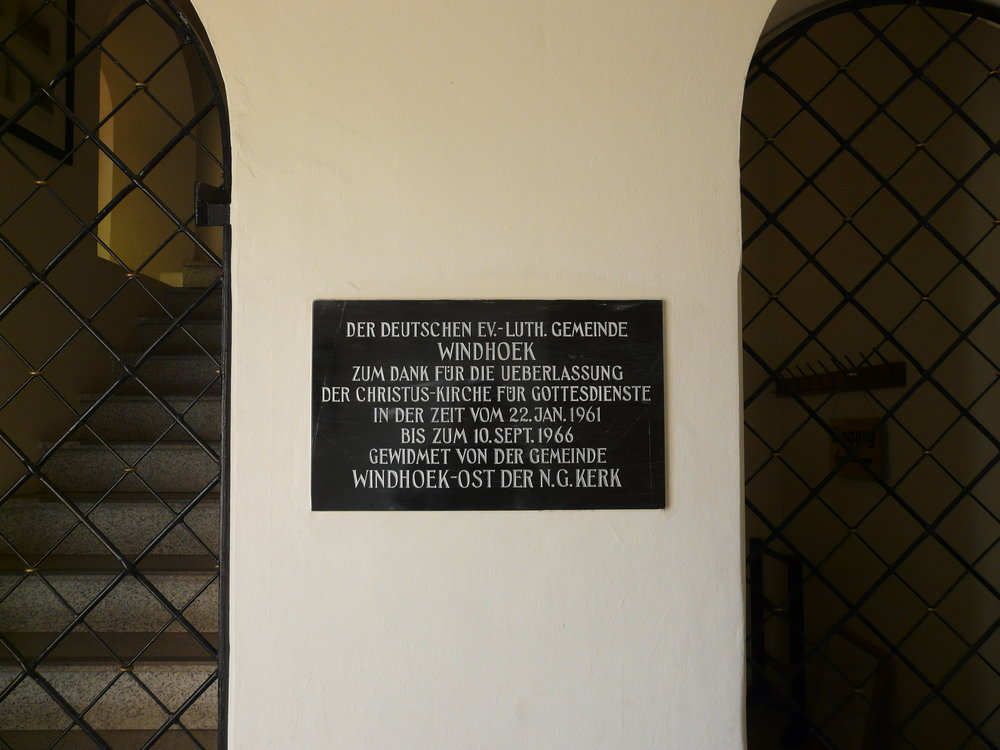 DER DEUTSCHEN EV.-LUTH. GEMEINDE
WINDHOEK
ZUM DANK FÜR DIE UEBERLASSUNG
DER CHRISTUS-KIRCHE FÜR GOTTESDIENSTE
IN DER ZEIT VOM 22.JAN.1961
BIS ZUM 10.SEPT.1966
GEWIDMET VON DER GEMEINDE
WINDHOEK-OST DER N.G.KERK